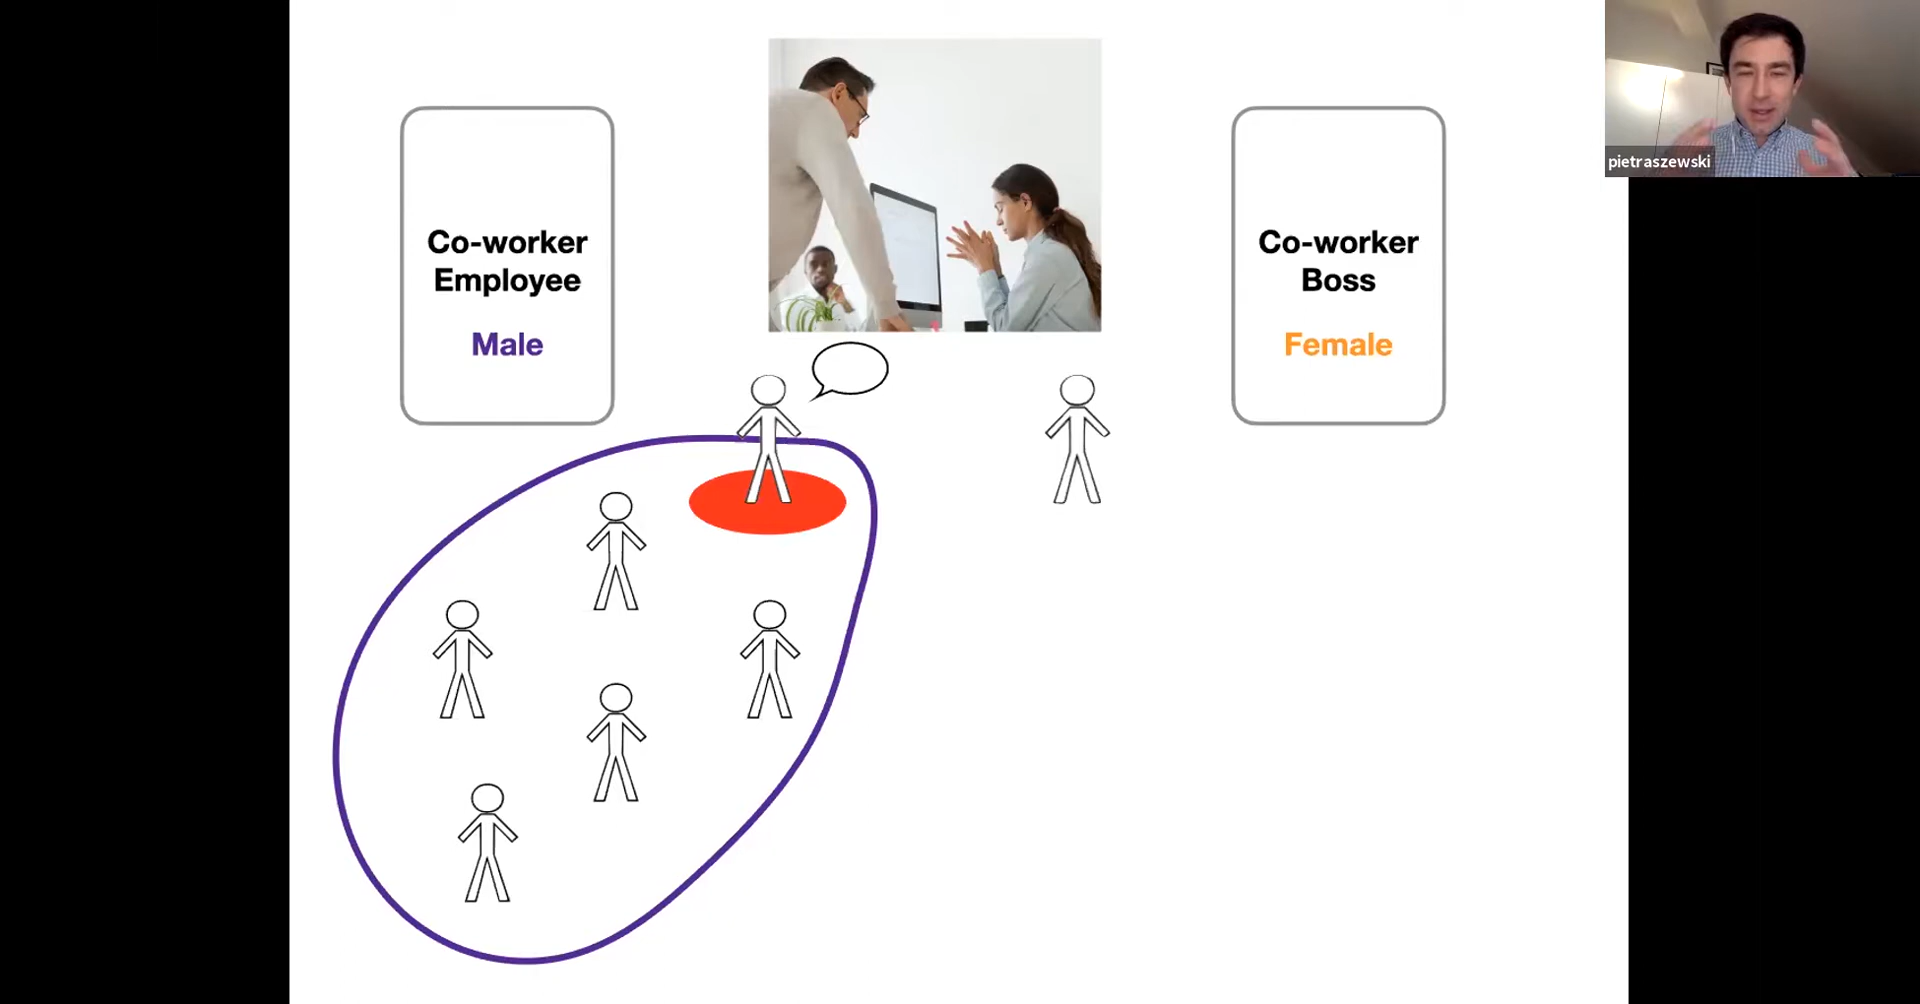 Co-worker
Employee
Male
Co-worker
Boss
Female
pietraszewski